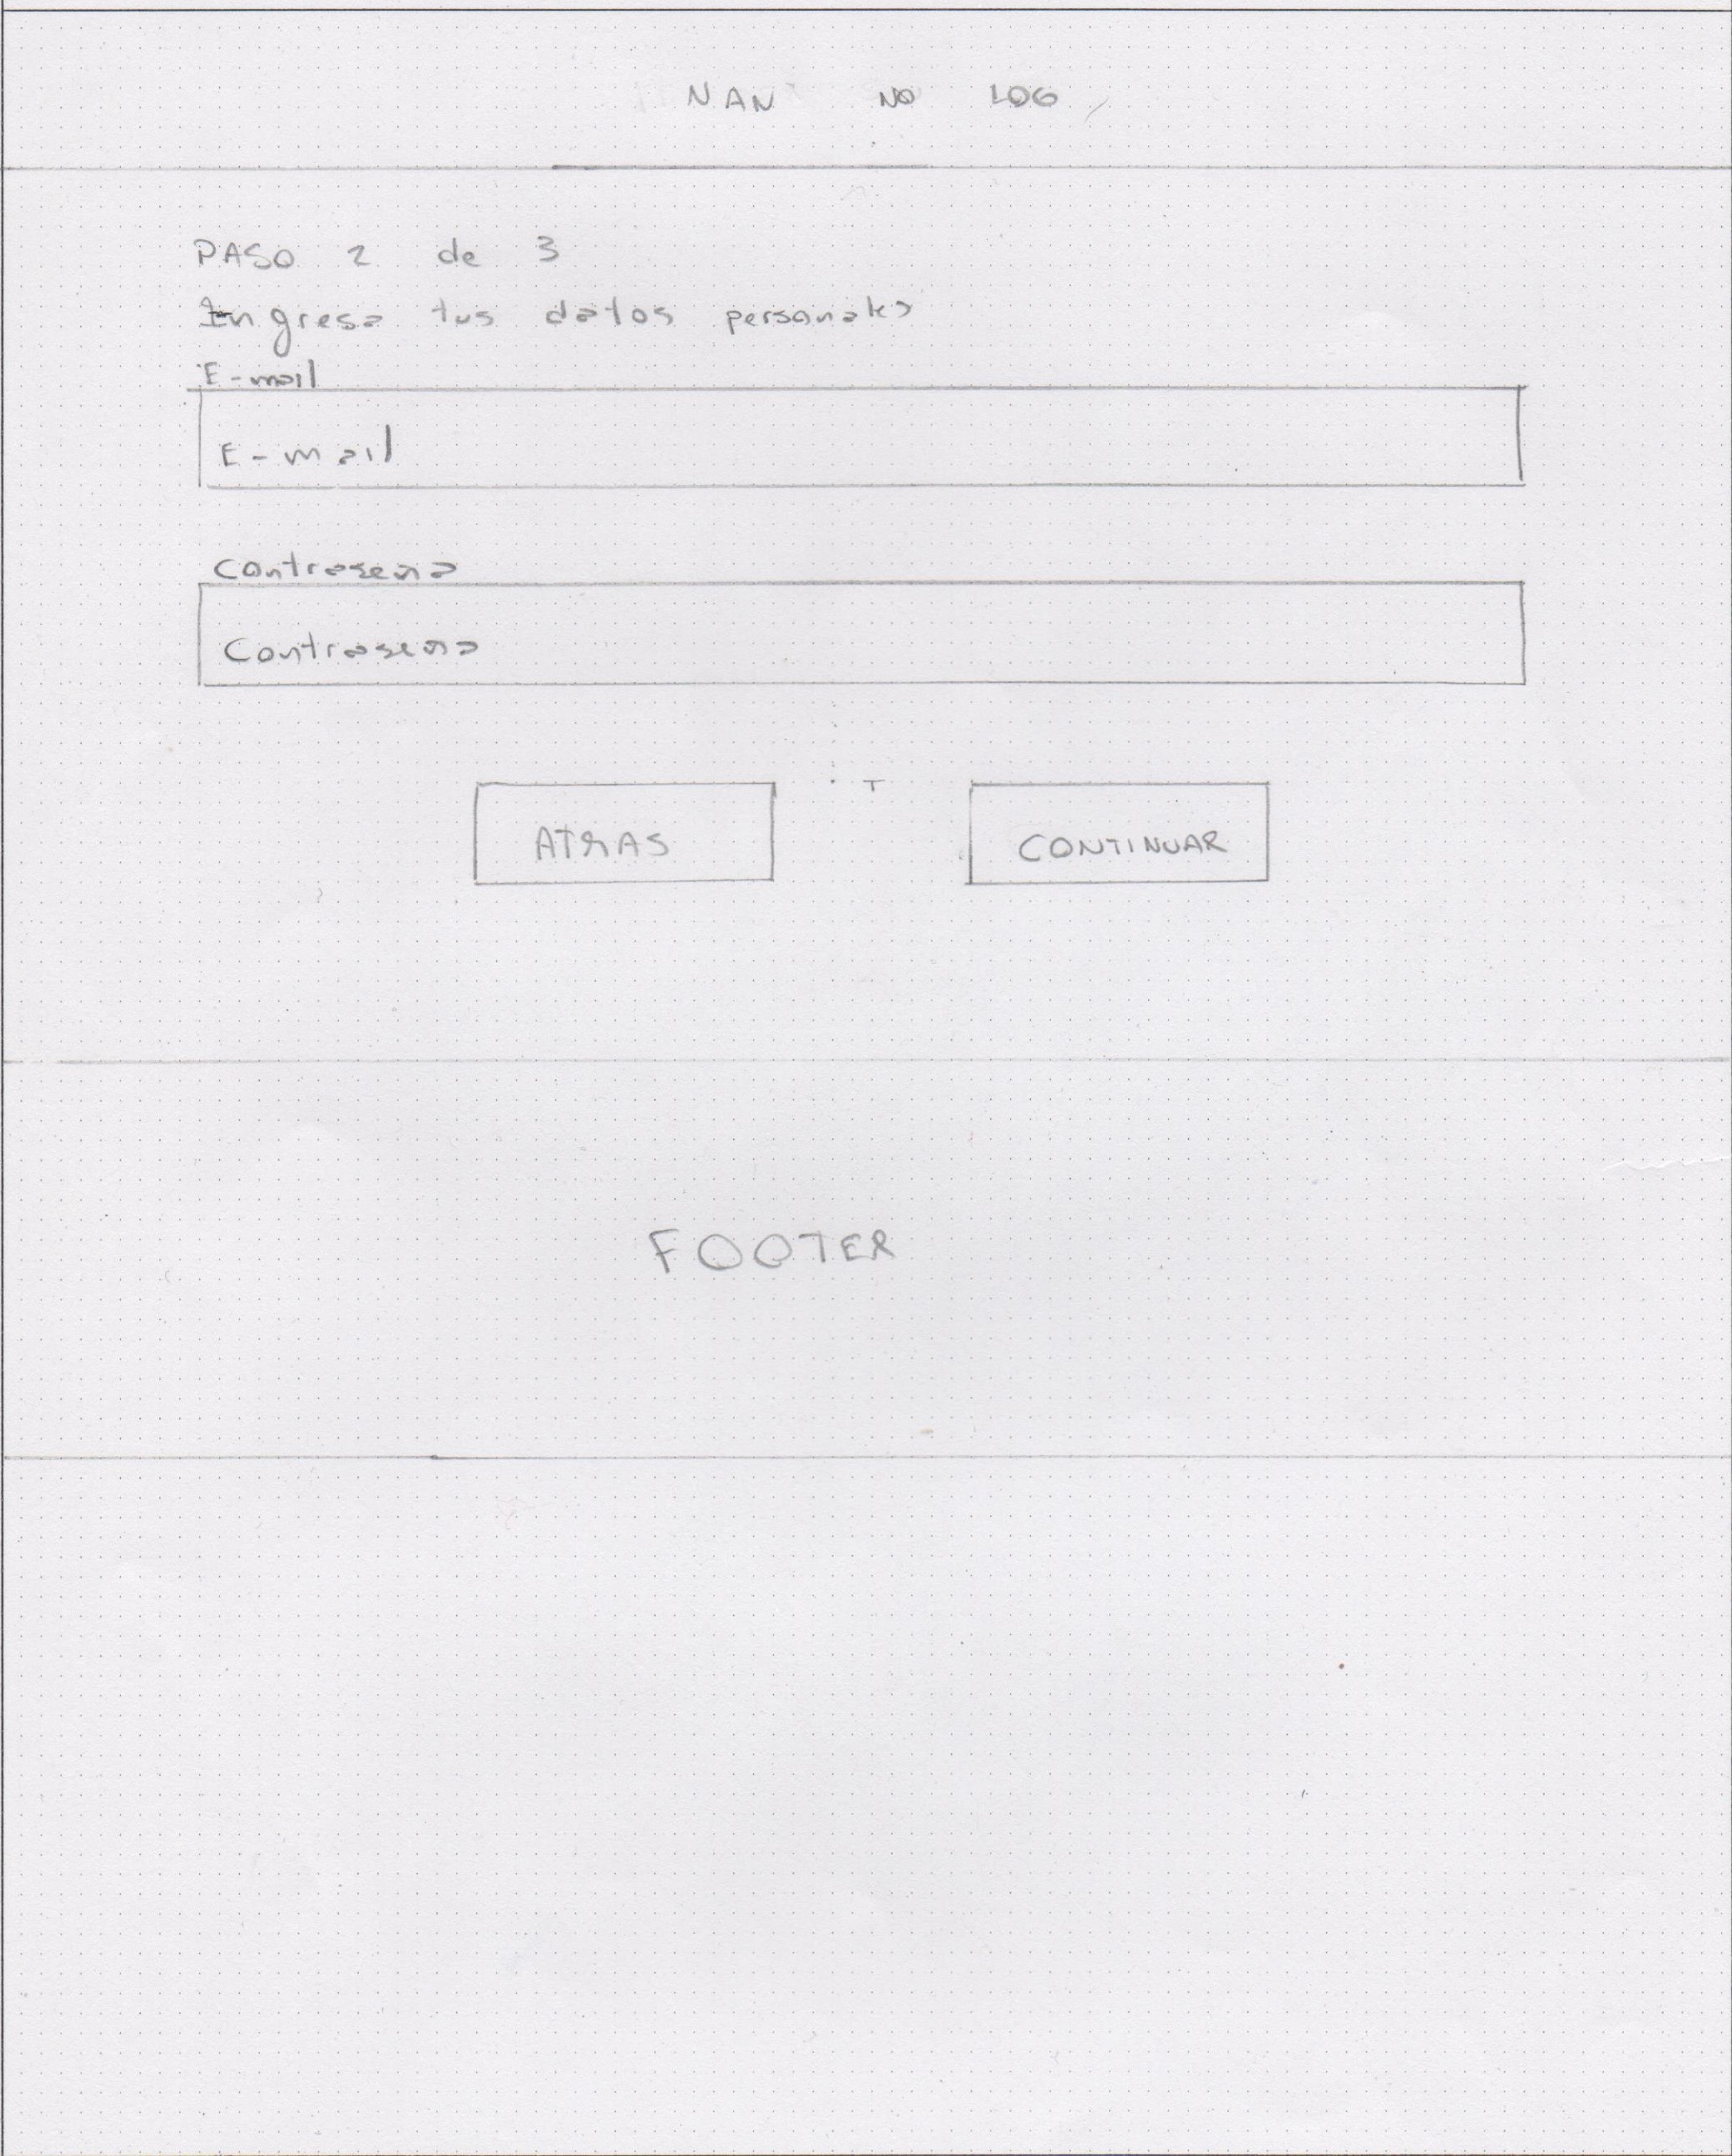 NAN NO LOG
PASO 2 de 3
Ingresa tus datos personales
E-mail
E-mail
Contraseña
Contraseña
ATRAS
CONTINUAR
FOOTER